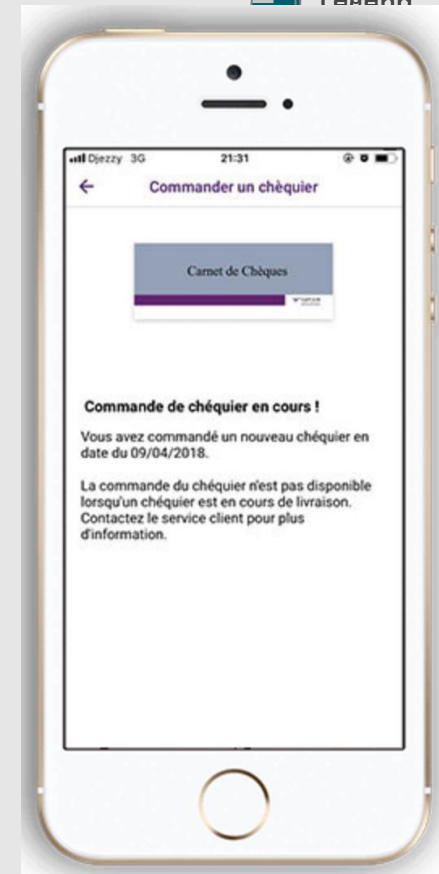 Djezzy 3G 21:31
Commander un chèquier
Carnet de Chèques
Commande de chéquier en cours !
Vous avez commandé un nouveau chéquier en
date du 09/04/2018.
La commande du chéquier n'est pas disponible
lorsqu'un chéquier est en cours de livraison.
Contactez le service client pour plus
d'information.